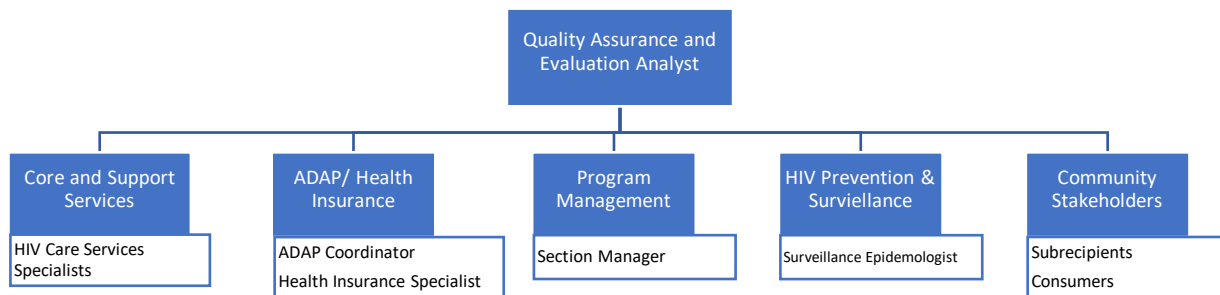 Quality Assurance and
Evaluation Analyst
Core and Support
Services
HIV Care Services
Specialists
ADAP/ Health
Insurance
ADAP Coordinator
Health Insurance Specialist
Program
Management
Section Manager
HIV Prevention &
Surviellance
Surveillance Epidemologist
Community
Stakeholders
Subrecipients
Consumers